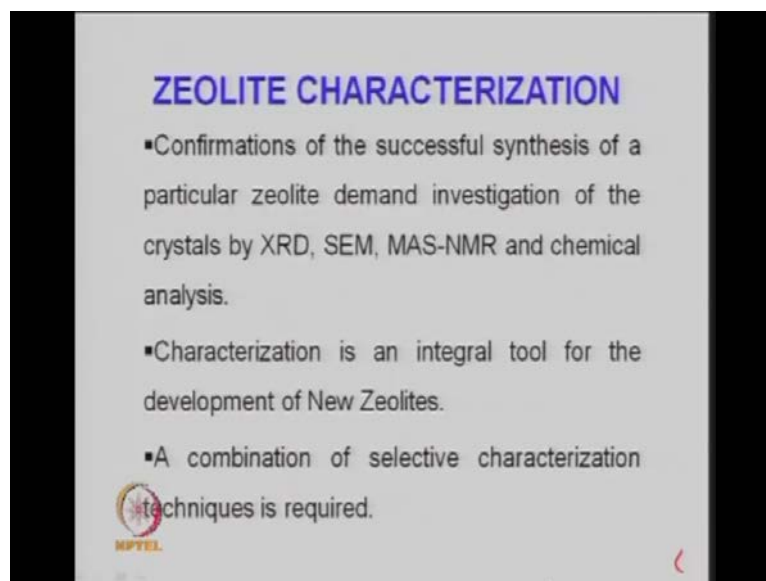 ZEOLITE CHARACTERIZATION
▪Confirmations of the successful synthesis of a
particular zeolite demand investigation of the
crystals by XRD, SEM, MAS-NMR and chemical
analysis.
▪Characterization is an integral tool for the
development of New Zeolites.
▪A combination of selective characterization
techniques is required.
NPTEL